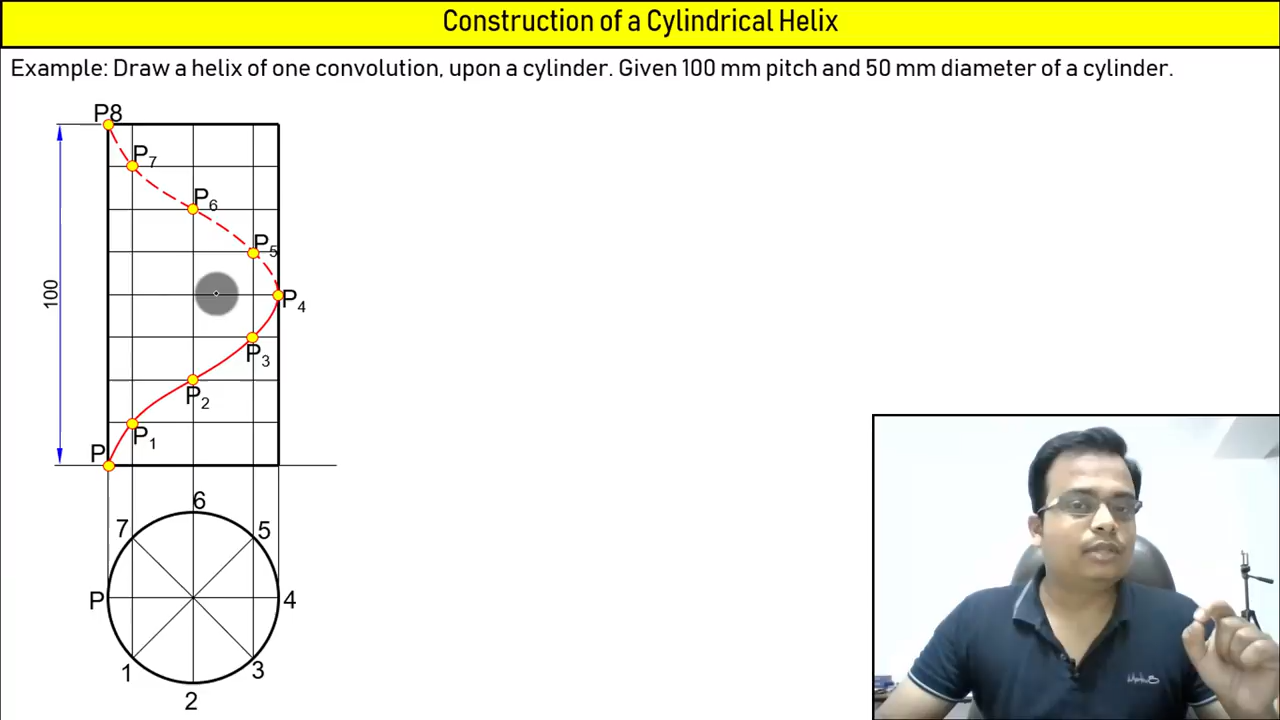 Construction of a Cylindrical Helix
Example: Draw a helix of one convolution, upon a cylinder. Given 100 mm pitch and 50 mm diameter of a cylinder.
P8
P7
P6
P5
100
P4
P3
P2
P1
P
6
7
5
P
4
1
3
2